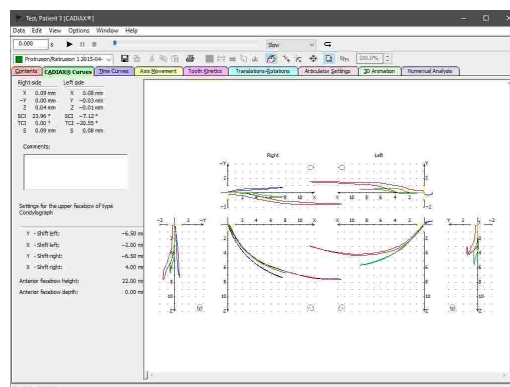 Test, Patient 3 [CADIAX®]
Data Edit View Options Window Help
0.000 s Slow
Protrusion/Retrusion 1 2015-04- 100.0%
Contents CADIAX® Curves Time Curves Axis Movement Tooth Kinetics Translations-Rotations Articulator Settings 3D Animation Numerical Analysis
Right side Left side
X 0.09 mm X 0.08 mm
-Y 0.00 mm Y -0.03 mm
Z 0.04 mm Z -0.01 mm
SCI 23.96 ° SCI -7.12 °
TCI 0.00 ° TCI -20.55 °
S 0.09 mm S 0.08 mm
Comments:
Settings for the upper facebow of type
Condylograph
Y - Shift left: -6.50 mm
X - Shift left: -2.00 mm
Y - Shift right: -6.50 mm
X - Shift right: 4.00 mm
Anterior facebow height: 22.00 mm
Anterior facebow depth: 0.00 mm
Right Left